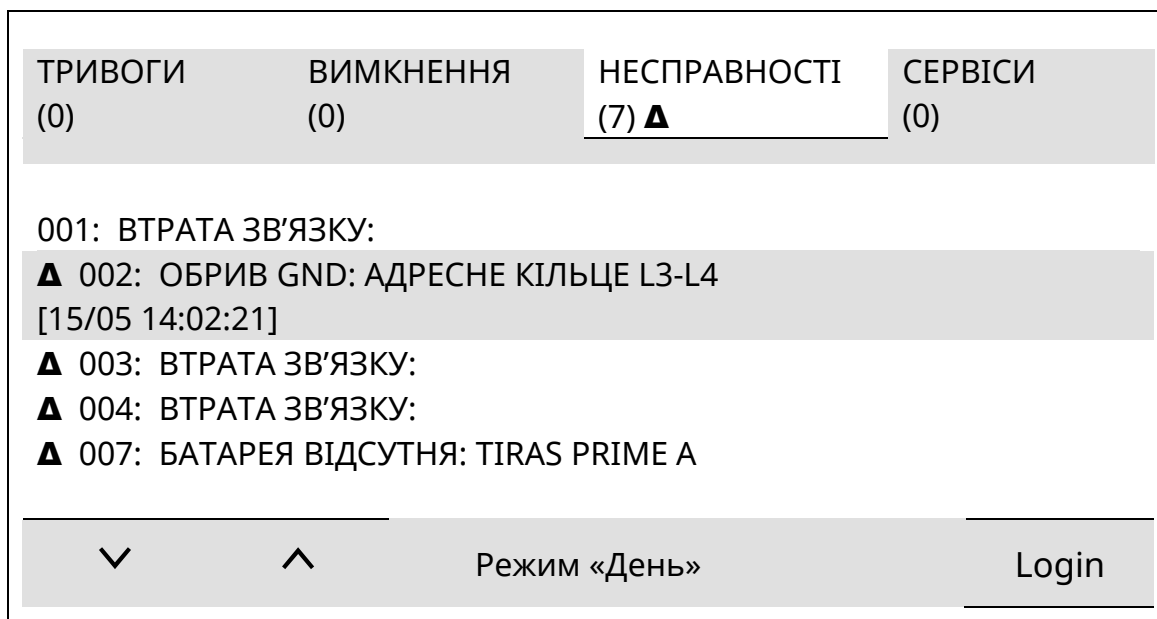 ТРИВОГИ ВИМКНЕННЯ НЕСПРАВНОСТІ СЕРВІСИ
(0) (0) (7) Δ (0)
001: ВТРАТА ЗВ’ЯЗКУ:
Δ 002: ОБРИВ GND: АДРЕСНЕ КІЛЬЦЕ L3-L4
[15/05 14:02:21]
Δ 003: ВТРАТА ЗВ’ЯЗКУ:
Δ 004: ВТРАТА ЗВ’ЯЗКУ:
Δ 007: БАТАРЕЯ ВІДСУТНЯ: TIRAS PRIME A
Режим «День» Login